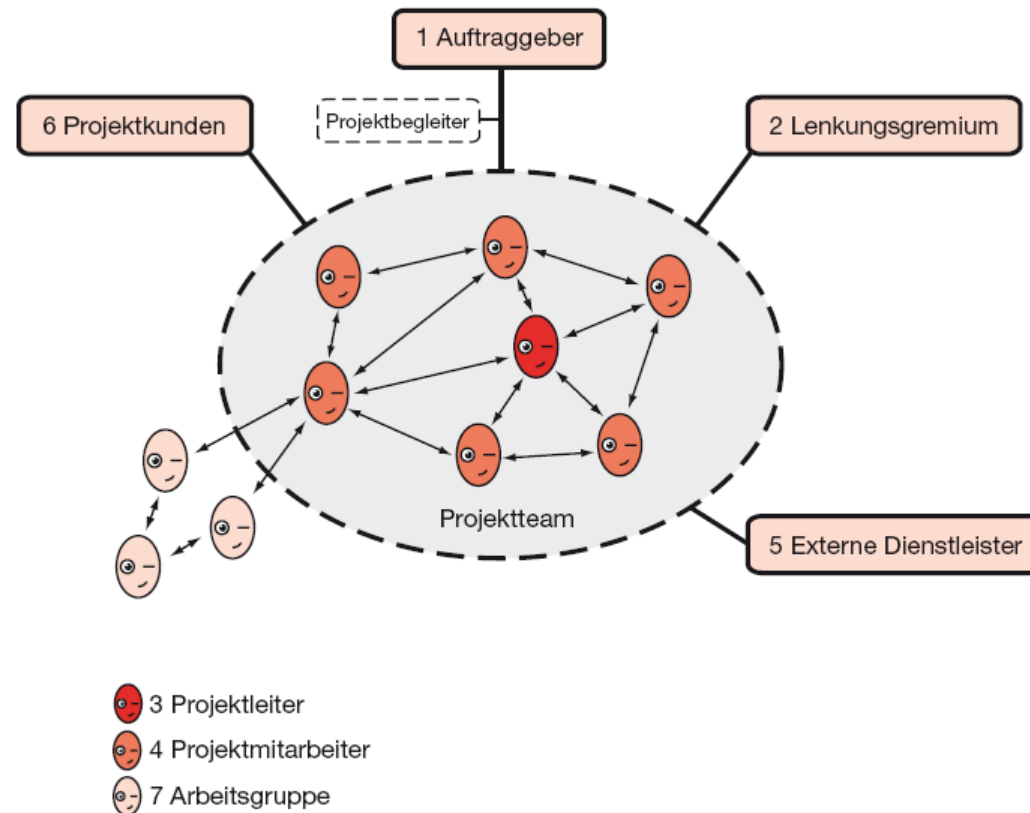 1 Auftraggeber
Projektbegleiter
6 Projektkunden
2 Lenkungsgremium
Projektteam
5 Externe Dienstleister
3 Projektleiter
4 Projektmitarbeiter
7 Arbeitsgruppe